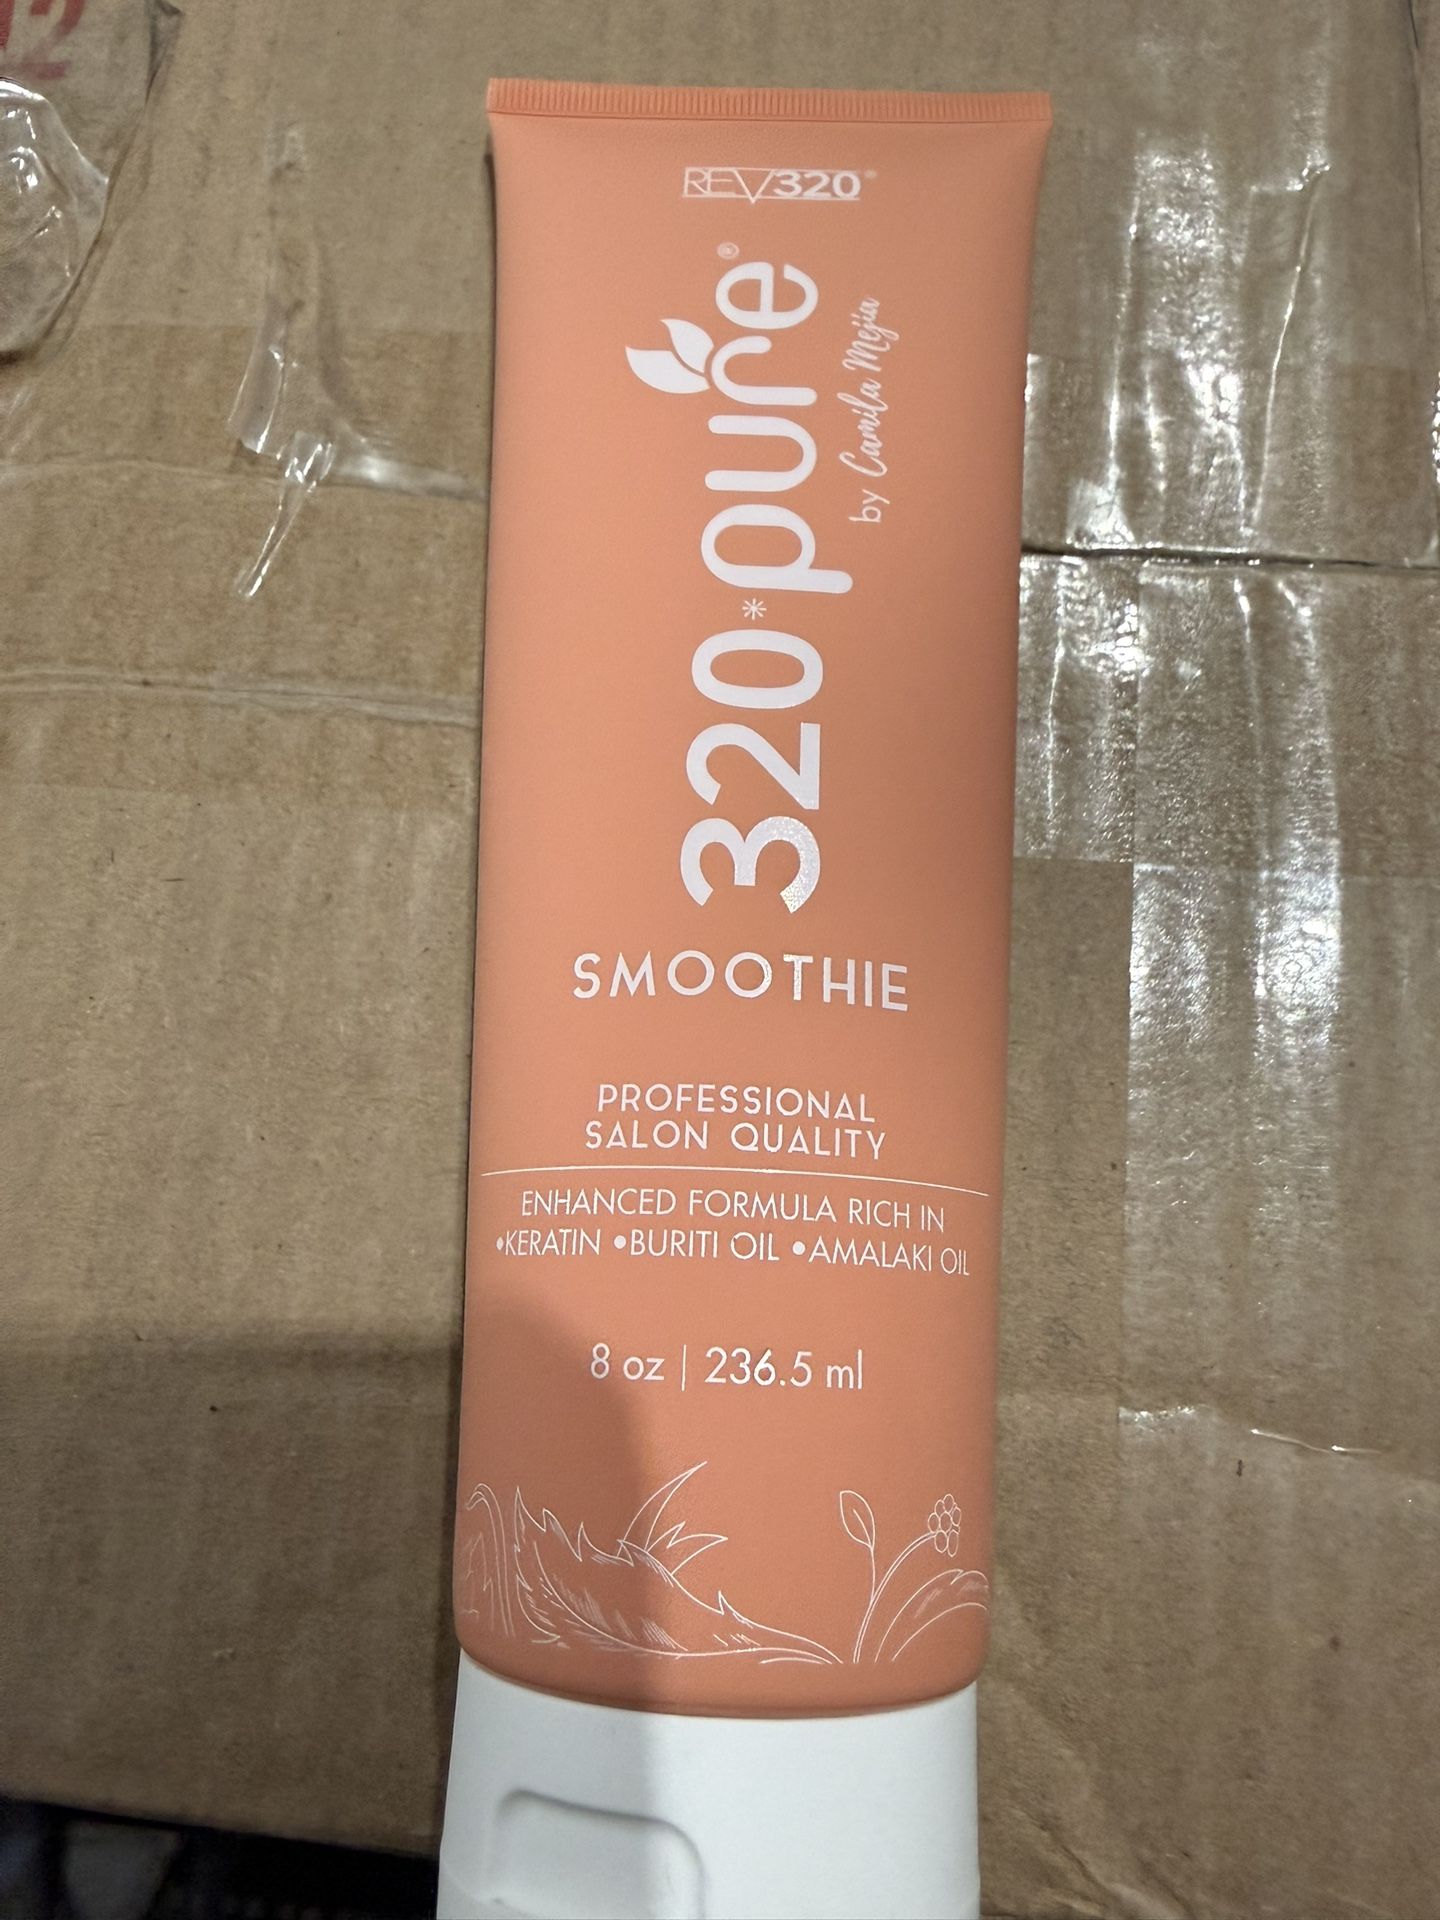 REV320®
320*pure®
by Camila Mejia
SMOOTHIE
PROFESSIONAL
SALON QUALITY
ENHANCED FORMULA RICH IN
•KERATIN •BURITI OIL •AMALAKI OIL
8 oz | 236.5 ml
2